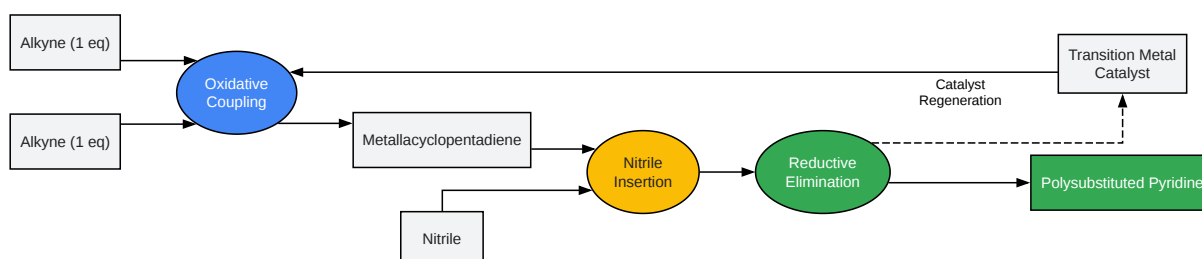 Alkyne (1 eq)
Alkyne (1 eq)
Oxidative
Coupling
Metallacyclopentadiene
Nitrile
Nitrile
Insertion
Reductive
Elimination
Catalyst
Regeneration
Transition Metal
Catalyst
Polysubstituted Pyridine